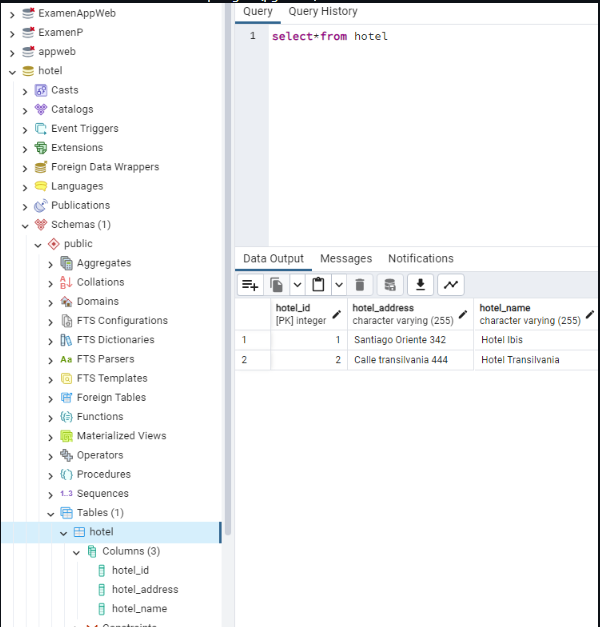 ExamenAppWeb
ExamenP
appweb
hotel
Casts
Catalogs
Event Triggers
Extensions
Foreign Data Wrappers
Languages
Publications
Schemas (1)
public
Aggregates
Collations
Domains
FTS Configurations
FTS Dictionaries
FTS Parsers
FTS Templates
Foreign Tables
Functions
Materialized Views
Operators
Procedures
1..3 Sequences
Tables (1)
hotel
Columns (3)
hotel_id
hotel_address
hotel_name
Constraints
Query Query History
1 select*from hotel
Data Output Messages Notifications
hotel_id hotel_address hotel_name
[PK] integer character varying (255) character varying (255)
1 1 Santiago Oriente 342 Hotel Ibis
2 2 Calle transilvania 444 Hotel Transilvania